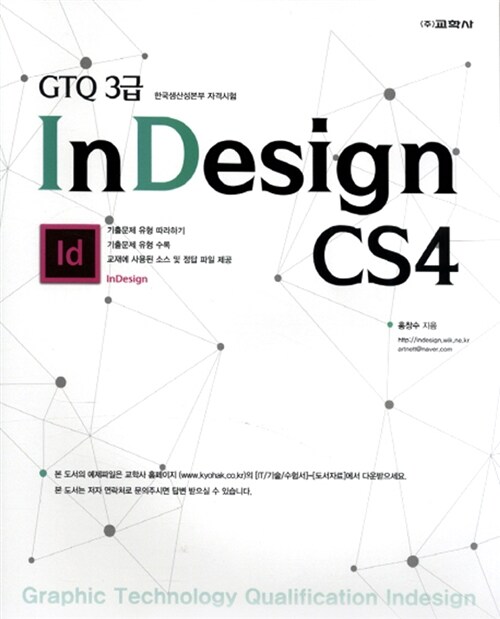 (주)교학사
GTQ 3급 한국생산성본부 자격시험
InDesign
CS4
Id
기출문제 유형 따라하기
기출문제 유형 수록
교재에 사용된 소스 및 정답 파일 제공
InDesign
홍창수 지음
http://indesign.wik.ne.kr
artnett@naver.com
본 도서의 예제파일은 교학사 홈페이지 (www.kyohak.co.kr)의 [IT/기술/수험서]-[도서자료]에서 다운받으세요.
본 도서는 저자 연락처로 문의주시면 답변 받으실 수 있습니다.
Graphic Technology Qualification Indesign